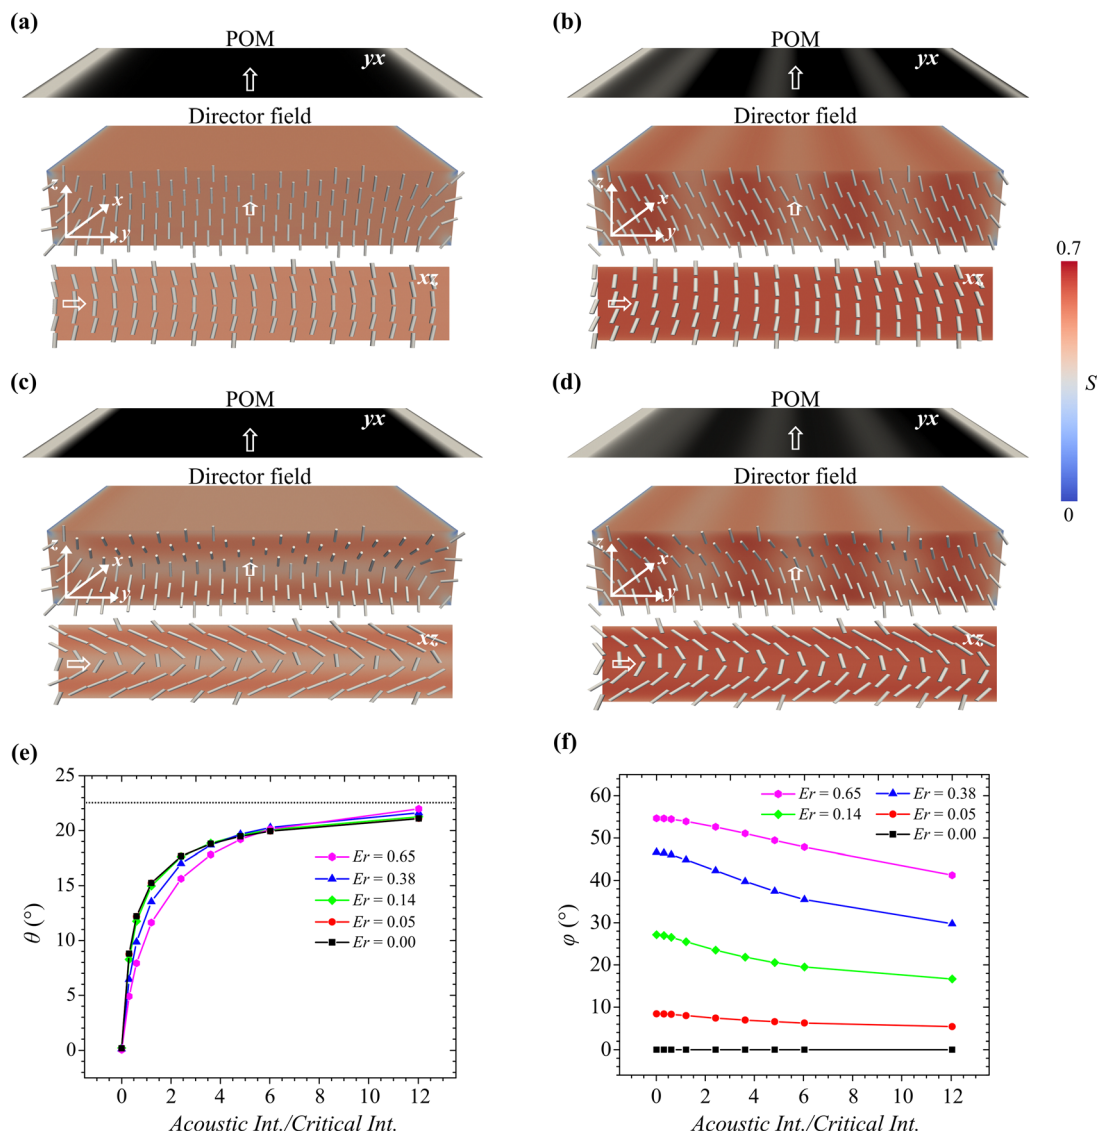 (a)
POM
yx
Director field
z
x
y
xz
(b)
POM
yx
Director field
z
x
y
xz
(c)
POM
yx
Director field
z
x
y
xz
(d)
POM
yx
Director field
z
x
y
xz
0.7
S
0
(e)
25
20
15
10
5
0
θ (°)
Er = 0.65
Er = 0.38
Er = 0.14
Er = 0.05
Er = 0.00
0 2 4 6 8 10 12
Acoustic Int./Critical Int.
(f)
60
50
40
30
20
10
0
φ (°)
Er = 0.65 Er = 0.38
Er = 0.14 Er = 0.05
Er = 0.00
0 2 4 6 8 10 12
Acoustic Int./Critical Int.